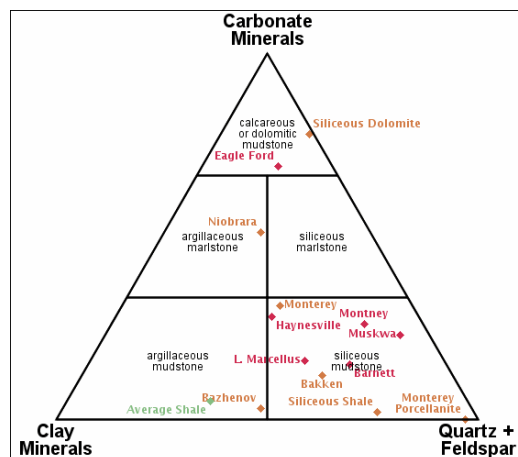 Carbonate
Minerals
calcareous
or dolomitic
mudstone
Siliceous Dolomite
Eagle Ford
Niobrara
argillaceous
marlstone
siliceous
marlstone
Monterey
Haynesville
Montney
Muskwa
argillaceous
mudstone
L. Marcellus
siliceous
mudstone
Barnett
Bakken
Bazhenov
Average Shale
Siliceous Shale
Monterey
Porcellanite
Clay
Minerals
Quartz +
Feldspar